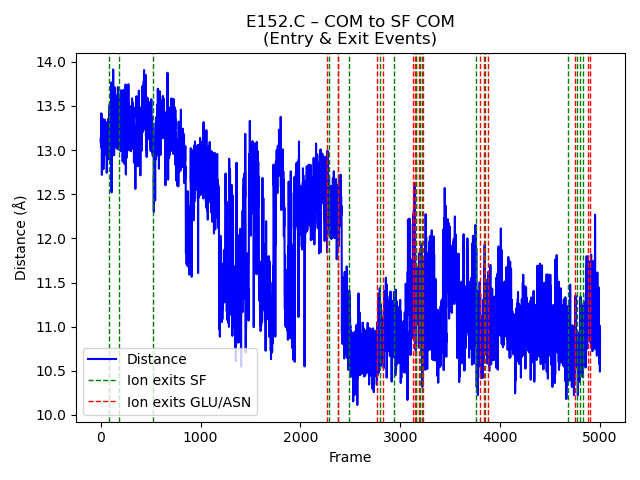 E152.C – COM to SF COM
(Entry & Exit Events)
14.0
13.5
13.0
12.5
12.0
11.5
11.0
10.5
10.0
Distance (Å)
Distance
Ion exits SF
Ion exits GLU/ASN
0
1000
2000
3000
4000
5000
Frame